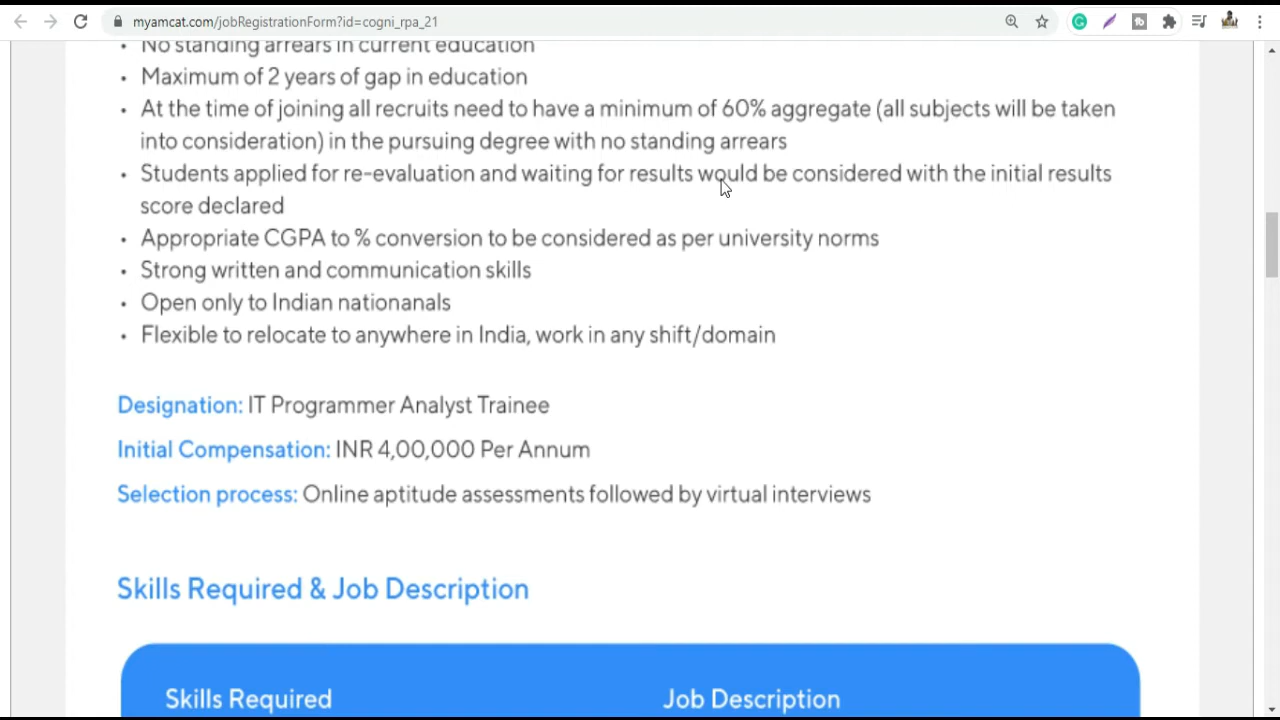 myamcat.com/jobRegistrationForm?id=cogni_rpa_21
No standing arrears in current education
Maximum of 2 years of gap in education
At the time of joining all recruits need to have a minimum of 60% aggregate (all subjects will be taken
into consideration) in the pursuing degree with no standing arrears
Students applied for re-evaluation and waiting for results would be considered with the initial results
score declared
Appropriate CGPA to % conversion to be considered as per university norms
Strong written and communication skills
Open only to Indian nationanals
Flexible to relocate to anywhere in India, work in any shift/domain
Designation: IT Programmer Analyst Trainee
Initial Compensation: INR 4,00,000 Per Annum
Selection process: Online aptitude assessments followed by virtual interviews
Skills Required & Job Description
Skills Required
Job Description